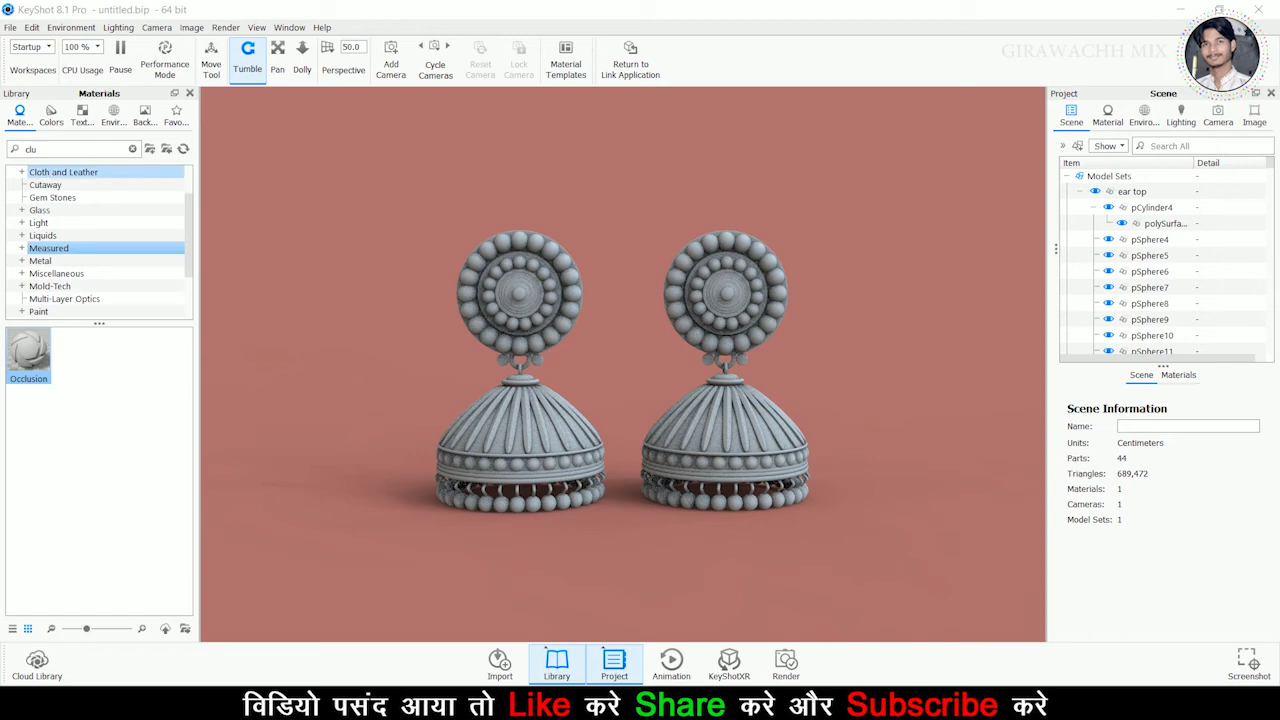 KeyShot 8.1 Pro - untitled.bip - 64 bit
File Edit Environment Lighting Camera Image Render View Window Help
GIRAWACHH MIX
Startup 100 % 50.0
Workspaces CPU Usage Pause Performance Mode Move Tool Tumble Pan Dolly Perspective Add Camera Cycle Cameras Reset Camera Lock Camera Material Templates Return to Link Application
Library Materials
Mate... Colors Text... Envir... Back... Favo...
clu
Cloth and Leather
Cutaway
Gem Stones
Glass
Light
Liquids
Measured
Metal
Miscellaneous
Mold-Tech
Multi-Layer Optics
Paint
Occlusion
Project Scene
Scene Material Enviro... Lighting Camera Image
Show Search All
Item Detail
Model Sets -
ear top -
pCylinder4 -
polySurfa... -
pSphere4 -
pSphere5 -
pSphere6 -
pSphere7 -
pSphere8 -
pSphere9 -
pSphere10 -
pSphere11 -
Scene Materials
Scene Information
Name:
Units: Centimeters
Parts: 44
Triangles: 689,472
Materials: 1
Cameras: 1
Model Sets: 1
Cloud Library Import Library Project Animation KeyShotXR Render Screenshot
विडियो पसंद आया तो Like करे Share करे और Subscribe करे